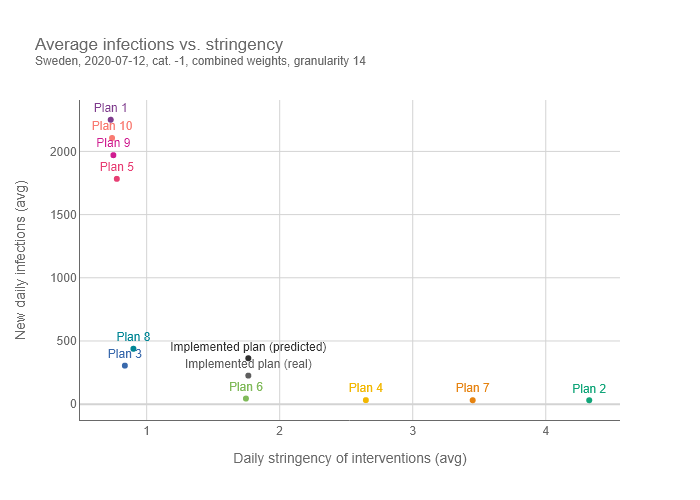 Average infections vs. stringency
Sweden, 2020-07-12, cat. -1, combined weights, granularity 14
Plan 1
Plan 10
Plan 9
Plan 5
Plan 8
Plan 3
Implemented plan (predicted)
Implemented plan (real)
Plan 6
Plan 4
Plan 7
Plan 2
2000
1500
1000
500
0
New daily infections (avg)
1
2
3
4
Daily stringency of interventions (avg)